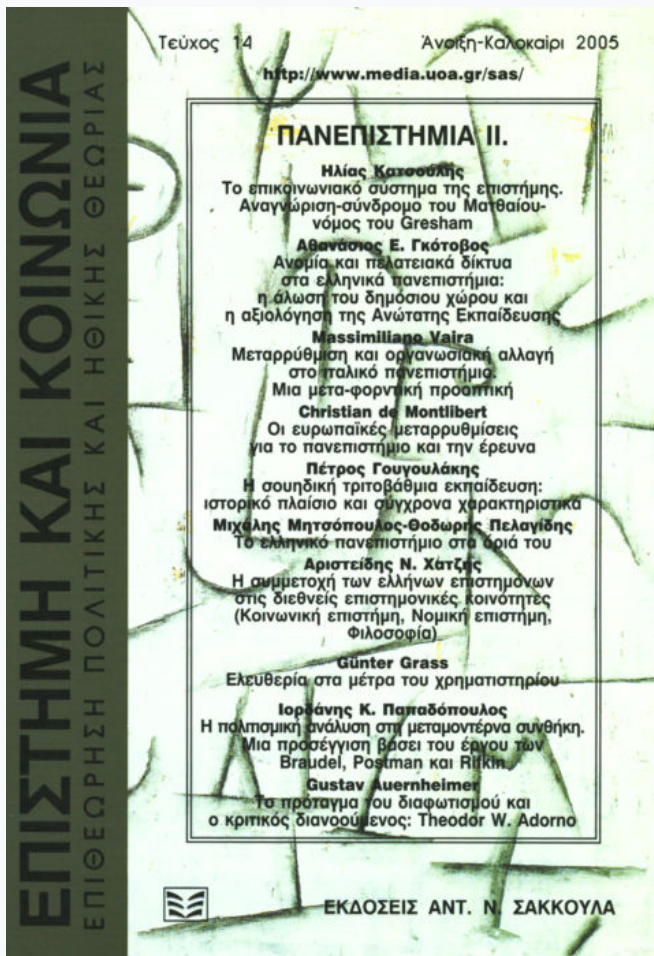 ΕΠΙΣΤΗΜΗ ΚΑΙ ΚΟΙΝΩΝΙΑ
ΕΠΙΘΕΩΡΗΣΗ ΠΟΛΙΤΙΚΗΣ ΚΑΙ ΗΘΙΚΗΣ ΘΕΩΡΙΑΣ
Τεύχος 14 Άνοιξη-Καλοκαίρι 2005
http://www.media.uoa.gr/sas/
ΠΑΝΕΠΙΣΤΗΜΙΑ ΙΙ.
Ηλίας Κατσούλης
Το επικοινωνιακό σύστημα της επιστήμης.
Αναγνώριση-σύνδρομο του Ματθαίου-
νόμος του Gresham
Αθανάσιος Ε. Γκότοβος
Ανομία και πελατειακά δίκτυα
στα ελληνικά πανεπιστήμια:
η άλωση του δημόσιου χώρου και
η αξιολόγηση της Ανώτατης Εκπαίδευσης
Massimiliano Vaira
Μεταρρύθμιση και οργανωσιακή αλλαγή
στο ιταλικό πανεπιστήμιο.
Μια μετα-φορντική προοπτική
Christian de Montlibert
Οι ευρωπαϊκές μεταρρυθμίσεις
για το πανεπιστήμιο και την έρευνα
Πέτρος Γουγουλάκης
Η σουηδική τριτοβάθμια εκπαίδευση:
ιστορικό πλαίσιο και σύγχρονα χαρακτηριστικά
Μιχάλης Μητσόπουλος-Θοδωρής Πελαγίδης
Το ελληνικό πανεπιστήμιο στα όριά του
Αριστείδης Ν. Χατζής
Η συμμετοχή των ελλήνων επιστημόνων
στις διεθνείς επιστημονικές κοινότητες
(Κοινωνική επιστήμη, Νομική επιστήμη,
Φιλοσοφία)
Günter Grass
Ελευθερία στα μέτρα του χρηματιστηρίου
Ιορδάνης Κ. Παπαδόπουλος
Η πολιτισμική ανάλυση στη μεταμοντέρνα συνθήκη.
Μια προσέγγιση βάσει του έργου των
Braudel, Postman και Rifkin
Gustav Auernheimer
Το πρόταγμα του διαφωτισμού και
ο κριτικός διανοούμενος: Theodor W. Adorno
ΕΚΔΟΣΕΙΣ ΑΝΤ. Ν. ΣΑΚΚΟΥΛΑ